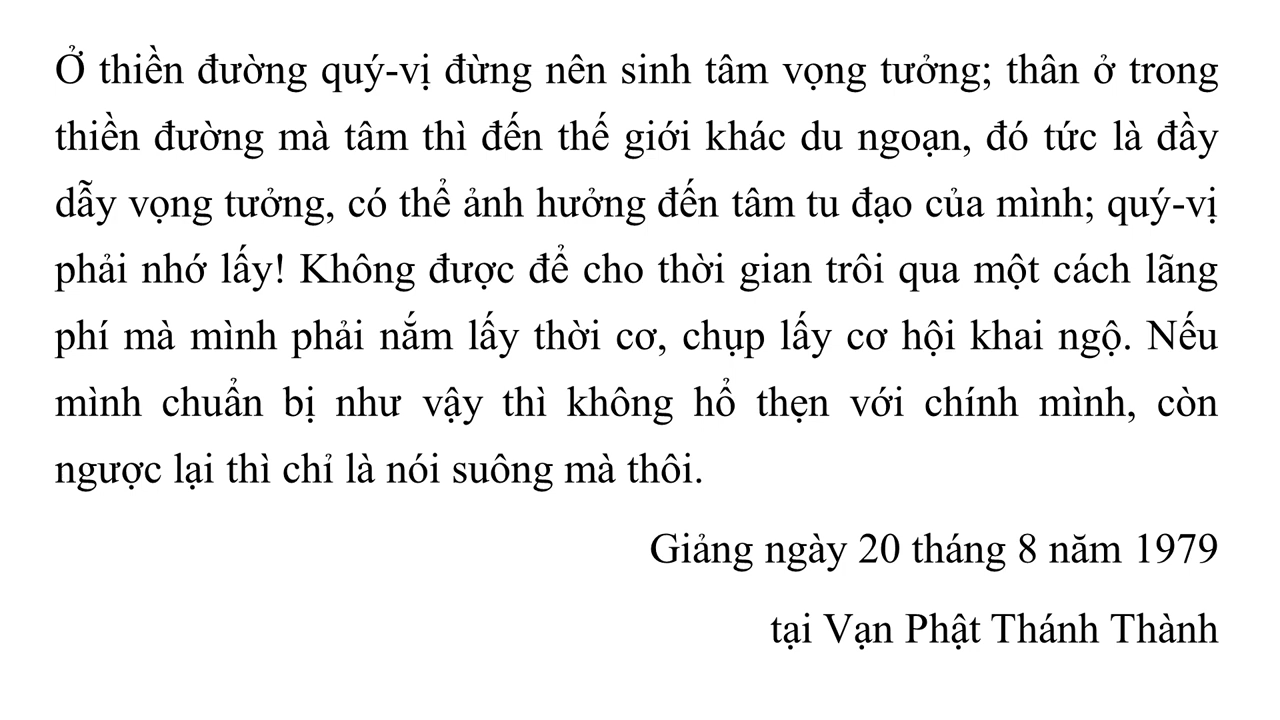 Ở thiền đường quý-vị đừng nên sinh tâm vọng tưởng; thân ở trong
thiền đường mà tâm thì đến thế giới khác du ngoạn, đó tức là đầy
dẫy vọng tưởng, có thể ảnh hưởng đến tâm tu đạo của mình; quý-vị
phải nhớ lấy! Không được để cho thời gian trôi qua một cách lãng
phí mà mình phải nắm lấy thời cơ, chụp lấy cơ hội khai ngộ. Nếu
mình chuẩn bị như vậy thì không hổ thẹn với chính mình, còn
ngược lại thì chỉ là nói suông mà thôi.
Giảng ngày 20 tháng 8 năm 1979
tại Vạn Phật Thánh Thành